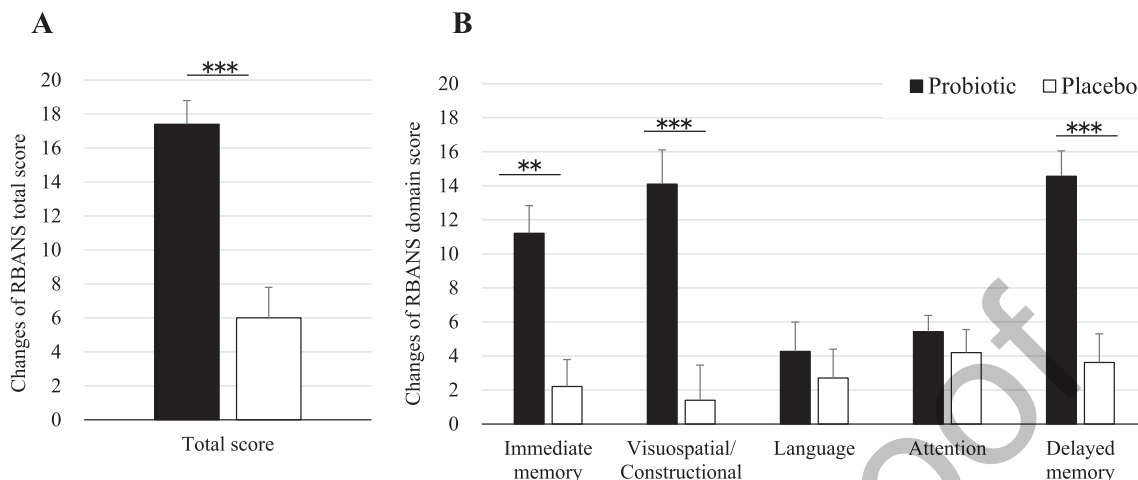 A
***
20
18
16
14
12
10
8
6
4
2
0
Changes of RBANS total score
Total score
B
Probiotic
Placebo
20
18
16
14
12
10
8
6
4
2
0
Changes of RBANS domain score
**
***
***
Immediate
memory
Visuospatial/
Constructional
Language
Attention
Delayed
memory